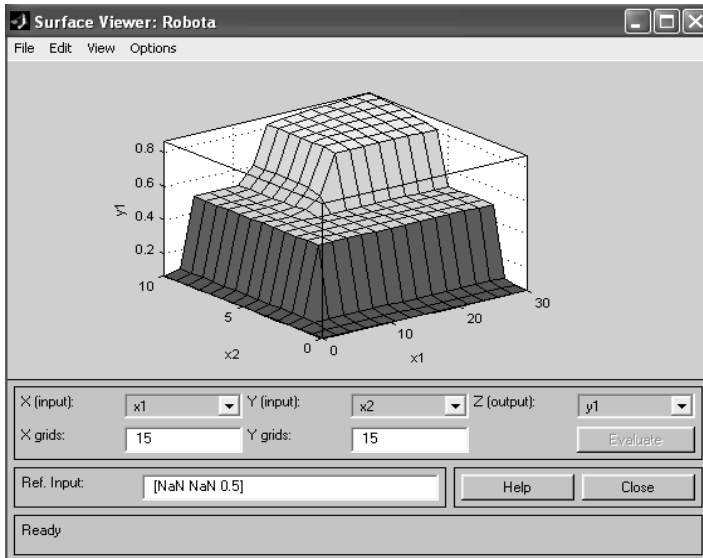 Surface Viewer: Robota
File Edit View Options
0.8
0.6
0.4
0.2
y1
10
5
0
x2
0
10
20
30
x1
X (input): x1 Y (input): x2 Z (output): y1
X grids: 15 Y grids: 15 Evaluate
Ref. Input: [NaN NaN 0.5] Help Close
Ready